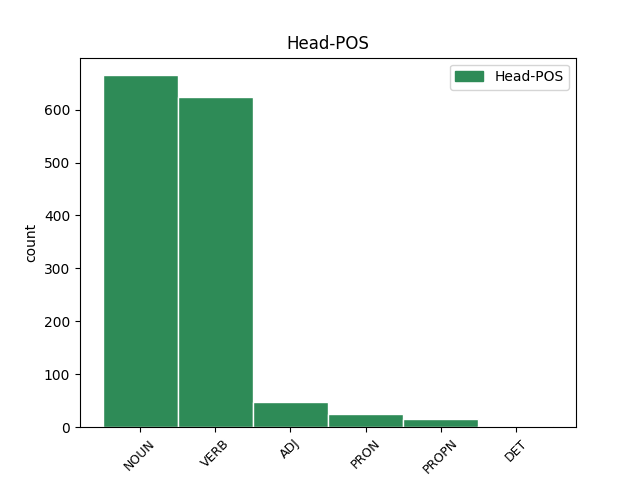 Head-POS
Head-POS
count
600
500
400
300
200
100
0
NOUN
VERB
ADJ
PRON
PROPN
DET